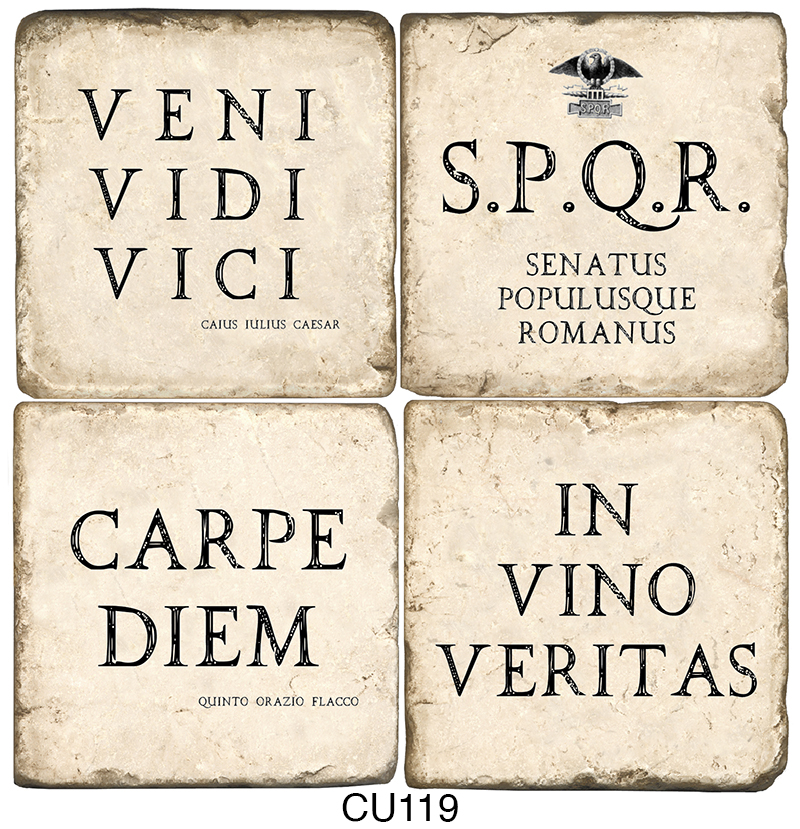 VENI
VIDI
VICI
CAIUS IULIUS CAESAR
SPQR
S.P.Q.R.
SENATUS
POPULUSQUE
ROMANUS
CARPE
DIEM
QUINTO ORAZIO FLACCO
IN
VINO
VERITAS
CU119